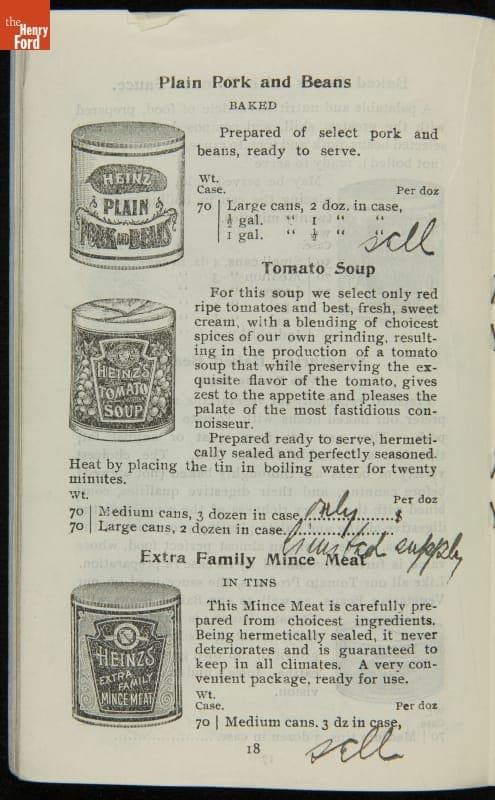 the
Henry
Ford
Plain Pork and Beans
BAKED
HEINZ
PLAIN
PORK AND BEANS
Prepared of select pork and
beans, ready to serve.
Wt.
Case. Per doz
70 | Large cans, 2 doz. in case,
½ gal. " 1 " "
1 gal. " ½ " "
sell
Tomato Soup
HEINZ'S
TOMATO
SOUP
For this soup we select only red
ripe tomatoes and best, fresh, sweet
cream, with a blending of choicest
spices of our own grinding, result-
ing in the production of a tomato
soup that while preserving the ex-
quisite flavor of the tomato, gives
zest to the appetite and pleases the
palate of the most fastidious con-
noisseur.
Prepared ready to serve, hermeti-
cally sealed and perfectly seasoned.
Heat by placing the tin in boiling water for twenty
minutes.
Wt. Per doz
70 | Medium cans, 3 dozen in case, only $
70 | Large cans, 2 dozen in case.
limited supply
Extra Family Mince Meat
IN TINS
HEINZ'S
EXTRA
FAMILY
MINCE MEAT
This Mince Meat is carefully pre-
pared from choicest ingredients.
Being hermetically sealed, it never
deteriorates and is guaranteed to
keep in all climates. A very con-
venient package, ready for use.
Wt.
Case. Per doz
70 | Medium cans. 3 dz in case,
sell
18